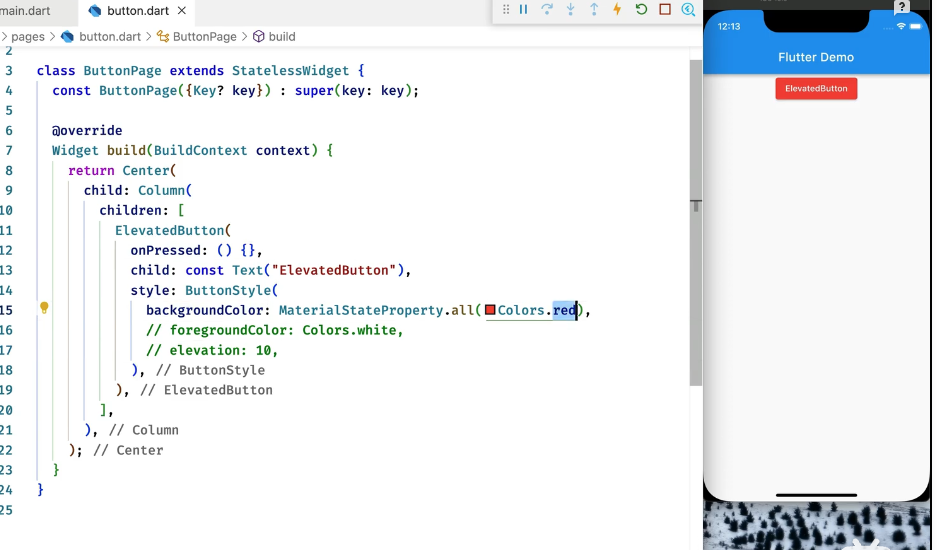 main.dart button.dart ×
> pages > button.dart > ButtonPage > build
2
3 class ButtonPage extends StatelessWidget {
4 const ButtonPage({Key? key}) : super(key: key);
5
6 @override
7 Widget build(BuildContext context) {
8 return Center(
9 child: Column(
10 children: [
11 ElevatedButton(
12 onPressed: () {},
13 child: const Text("ElevatedButton"),
14 style: ButtonStyle(
15 backgroundColor: MaterialStateProperty.all(Colors.red),
16 // foregroundColor: Colors.white,
17 // elevation: 10,
18 ), // ButtonStyle
19 ), // ElevatedButton
20 ],
21 ), // Column
22 ); // Center
23 }
24 }
25
?
12:13
Flutter Demo
ElevatedButton